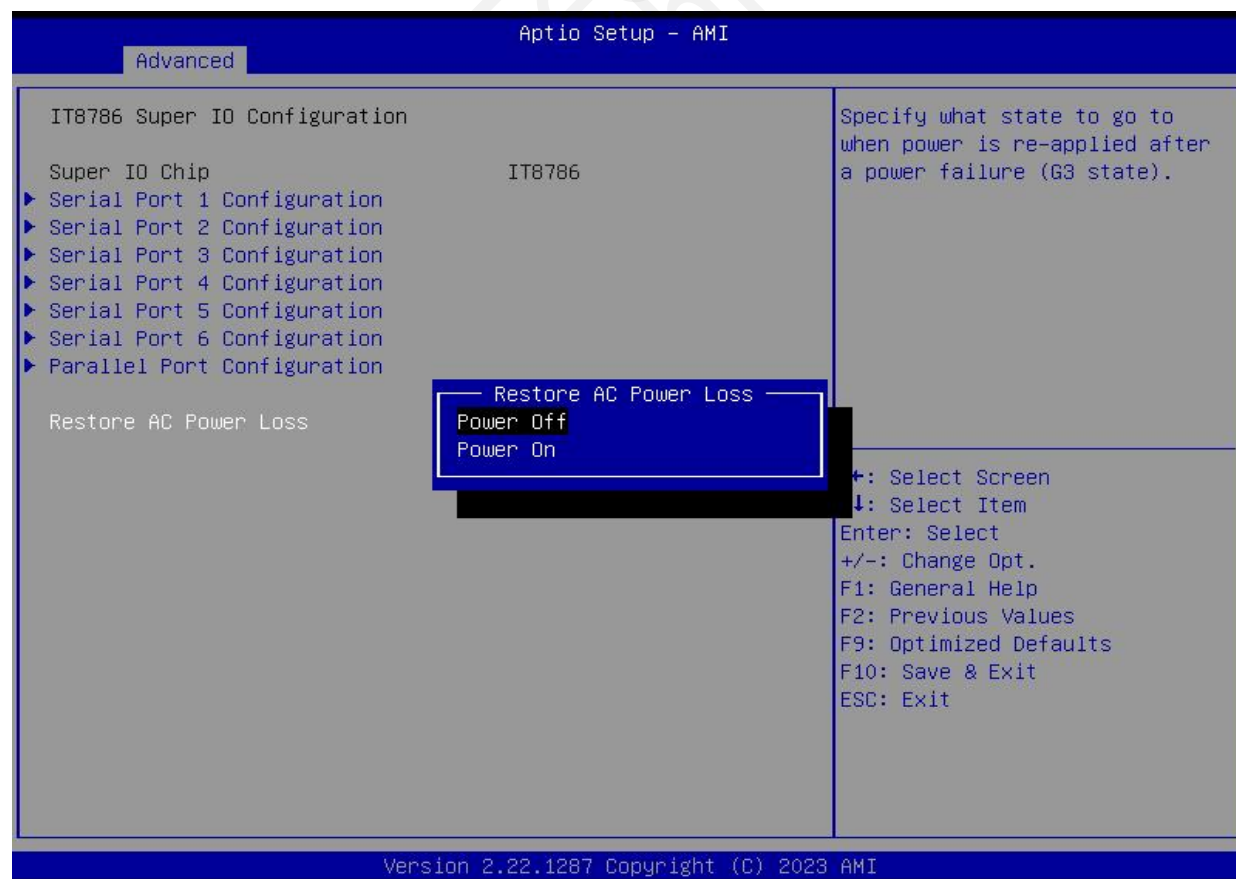 Aptio Setup – AMI
Advanced
IT8786 Super IO Configuration
Super IO Chip IT8786
▶ Serial Port 1 Configuration
▶ Serial Port 2 Configuration
▶ Serial Port 3 Configuration
▶ Serial Port 4 Configuration
▶ Serial Port 5 Configuration
▶ Serial Port 6 Configuration
▶ Parallel Port Configuration
Restore AC Power Loss
Restore AC Power Loss
Power Off
Power On
Specify what state to go to
when power is re-applied after
a power failure (G3 state).
←: Select Screen
↓: Select Item
Enter: Select
+/-: Change Opt.
F1: General Help
F2: Previous Values
F9: Optimized Defaults
F10: Save & Exit
ESC: Exit
Version 2.22.1287 Copyright (C) 2023 AMI